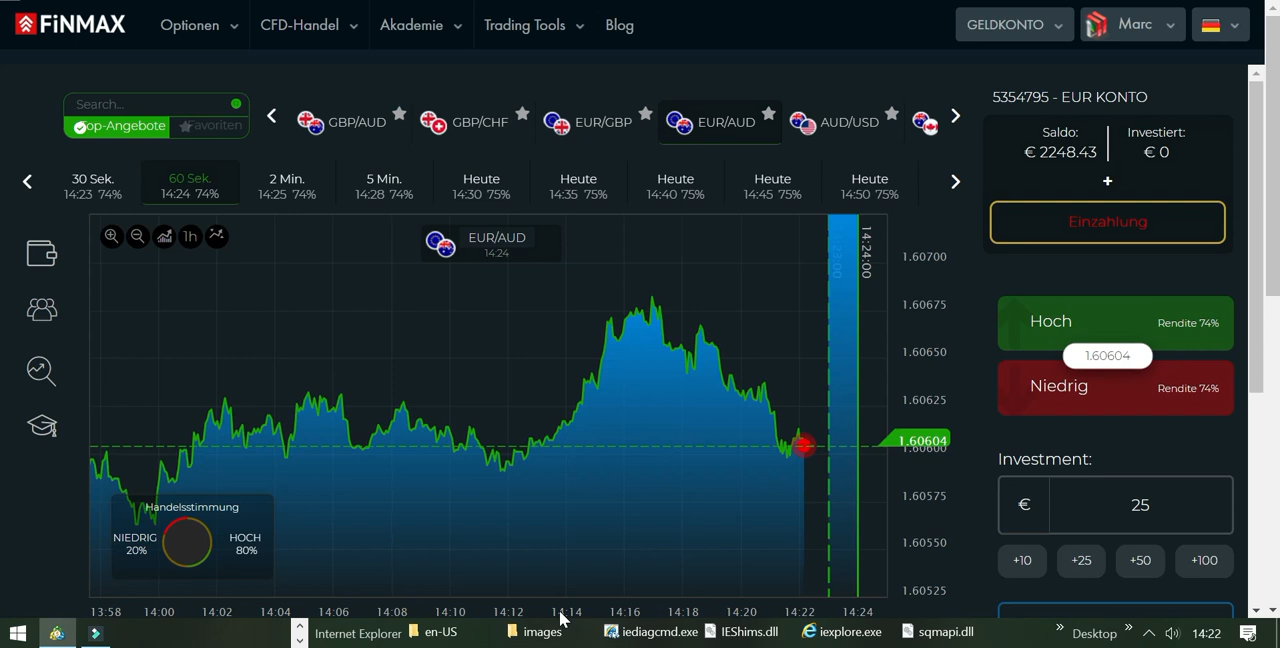 FiNMAX
Optionen
CFD-Handel
Akademie
Trading Tools
Blog
GELDKONTO
Marc
Search...
Top-Angebote
Favoriten
GBP/AUD
GBP/CHF
EUR/GBP
EUR/AUD
AUD/USD
5354795 - EUR KONTO
Saldo:
€ 2248.43
Investiert:
€ 0
+
Einzahlung
30 Sek.
14:23 74%
60 Sek.
14:24 74%
2 Min.
14:25 74%
5 Min.
14:28 74%
Heute
14:30 75%
Heute
14:35 75%
Heute
14:40 75%
Heute
14:45 75%
Heute
14:50 75%
1h
EUR/AUD
14:24
14:23:00
14:24:00
1.60700
1.60675
1.60650
1.60625
1.60604
1.60600
1.60575
1.60550
1.60525
Handelsstimmung
NIEDRIG
20%
HOCH
80%
13:58 14:00 14:02 14:04 14:06 14:08 14:10 14:12 14:14 14:16 14:18 14:20 14:22 14:24
Hoch
Rendite 74%
1.60604
Niedrig
Rendite 74%
Investment:
€ 25
+10 +25 +50 +100
Internet Explorer
en-US
images
iediagcmd.exe
IEShims.dll
iexplore.exe
sqmapi.dll
Desktop
14:22